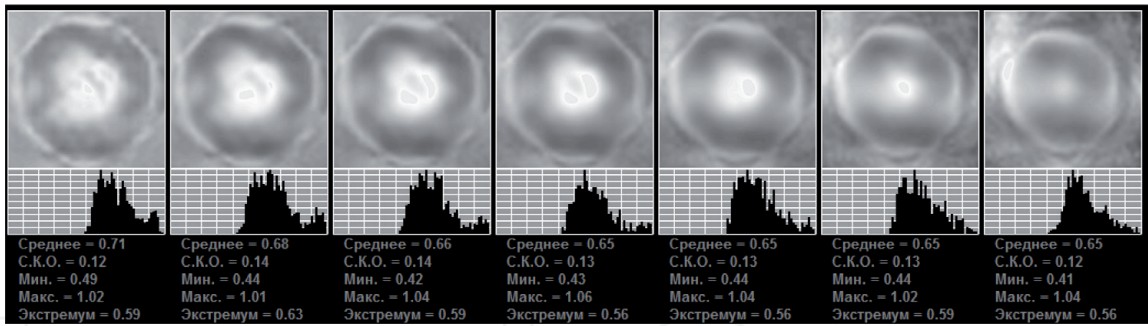 Среднее = 0.71
С.К.О. = 0.12
Мин. = 0.49
Макс. = 1.02
Экстремум = 0.59
Среднее = 0.68
С.К.О. = 0.14
Мин. = 0.44
Макс. = 1.01
Экстремум = 0.63
Среднее = 0.66
С.К.О. = 0.14
Мин. = 0.42
Макс. = 1.04
Экстремум = 0.59
Среднее = 0.65
С.К.О. = 0.13
Мин. = 0.43
Макс. = 1.06
Экстремум = 0.56
Среднее = 0.65
С.К.О. = 0.13
Мин. = 0.44
Макс. = 1.04
Экстремум = 0.56
Среднее = 0.65
С.К.О. = 0.13
Мин. = 0.44
Макс. = 1.02
Экстремум = 0.59
Среднее = 0.65
С.К.О. = 0.12
Мин. = 0.41
Макс. = 1.04
Экстремум = 0.56